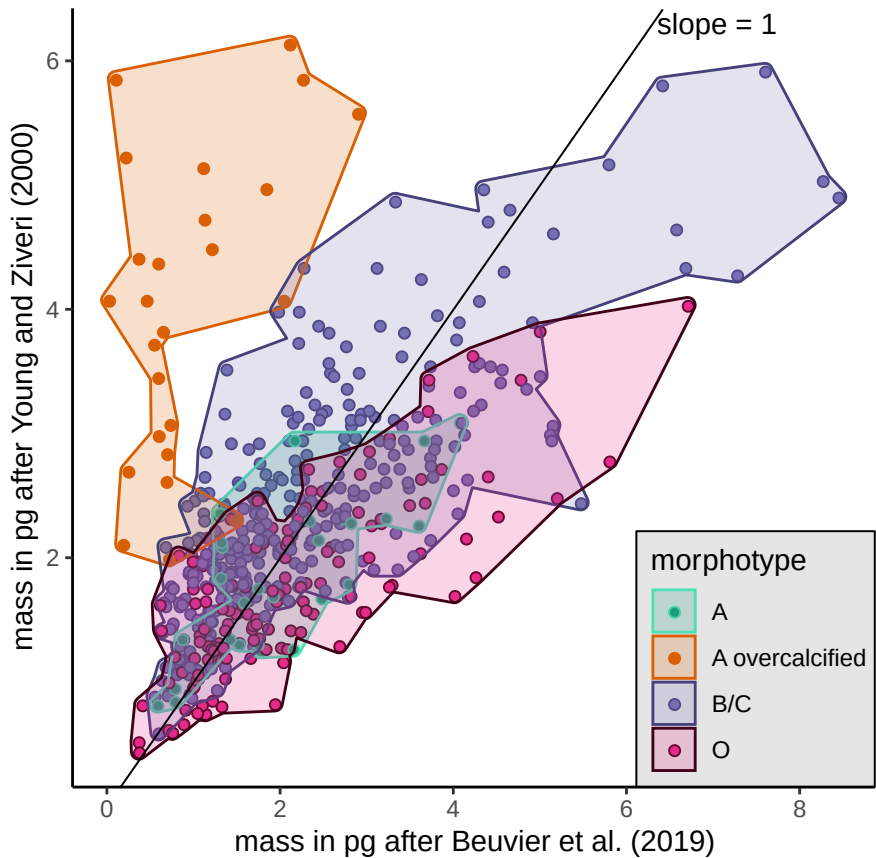 slope = 1
6
4
2
mass in pg after Young and Ziveri (2000)
0
2
4
6
8
mass in pg after Beuvier et al. (2019)
morphotype
A
A overcalcified
B/C
O